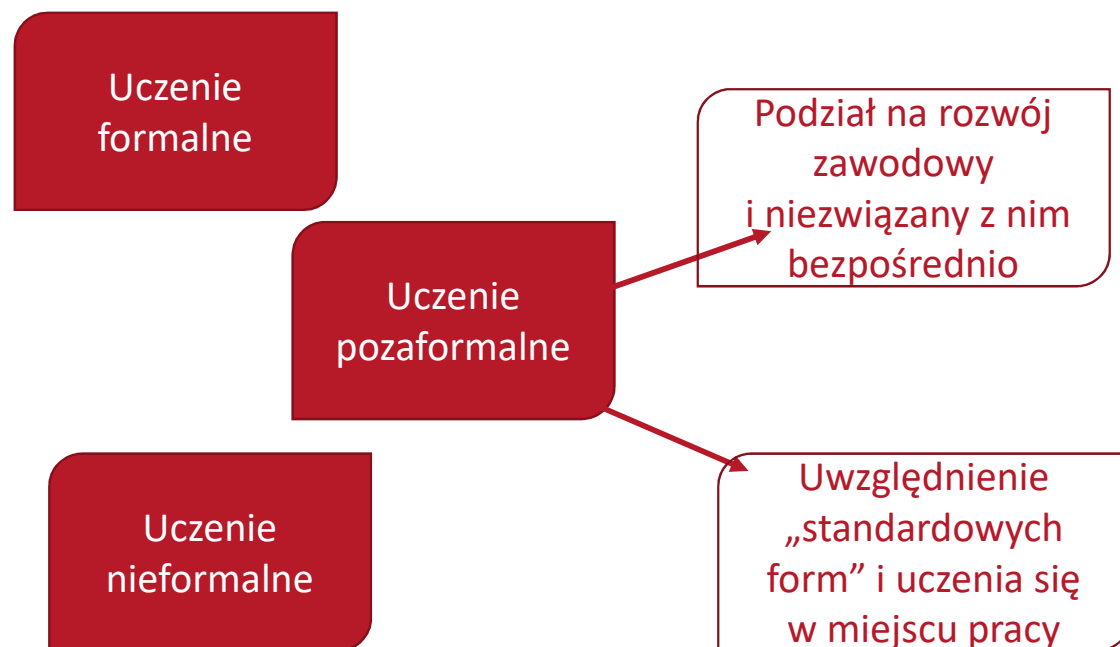 Uczenie
formalne
Podział na rozwój
zawodowy
i niezwiązany z nim
bezpośrednio
Uczenie
pozaformalne
Uczenie
nieformalne
Uwzględnienie
„standardowych
form” i uczenia się
w miejscu pracy